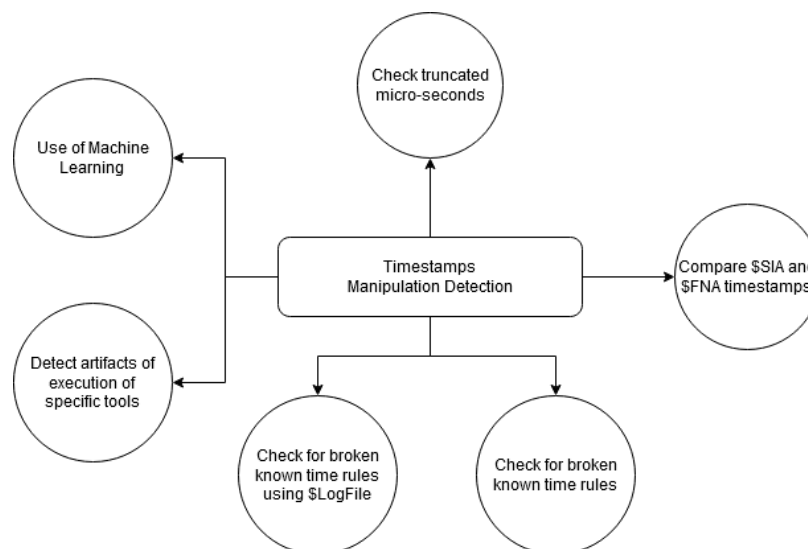 Check truncated
micro-seconds
Use of Machine
Learning
Timestamps
Manipulation Detection
Compare $SIA and
$FNA timestamps
Detect artifacts of
execution of
specific tools
Check for broken
known time rules
using $LogFile
Check for broken
known time rules